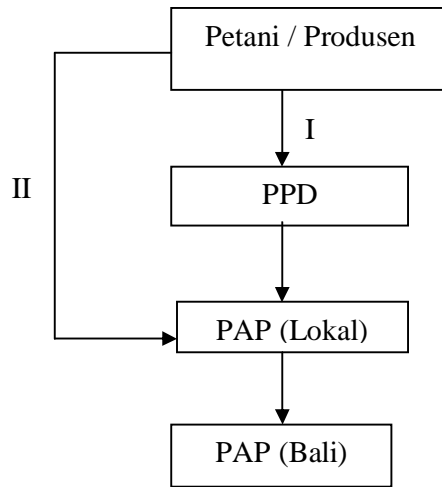 Petani / Produsen
I
II
PPD
PAP (Lokal)
PAP (Bali)